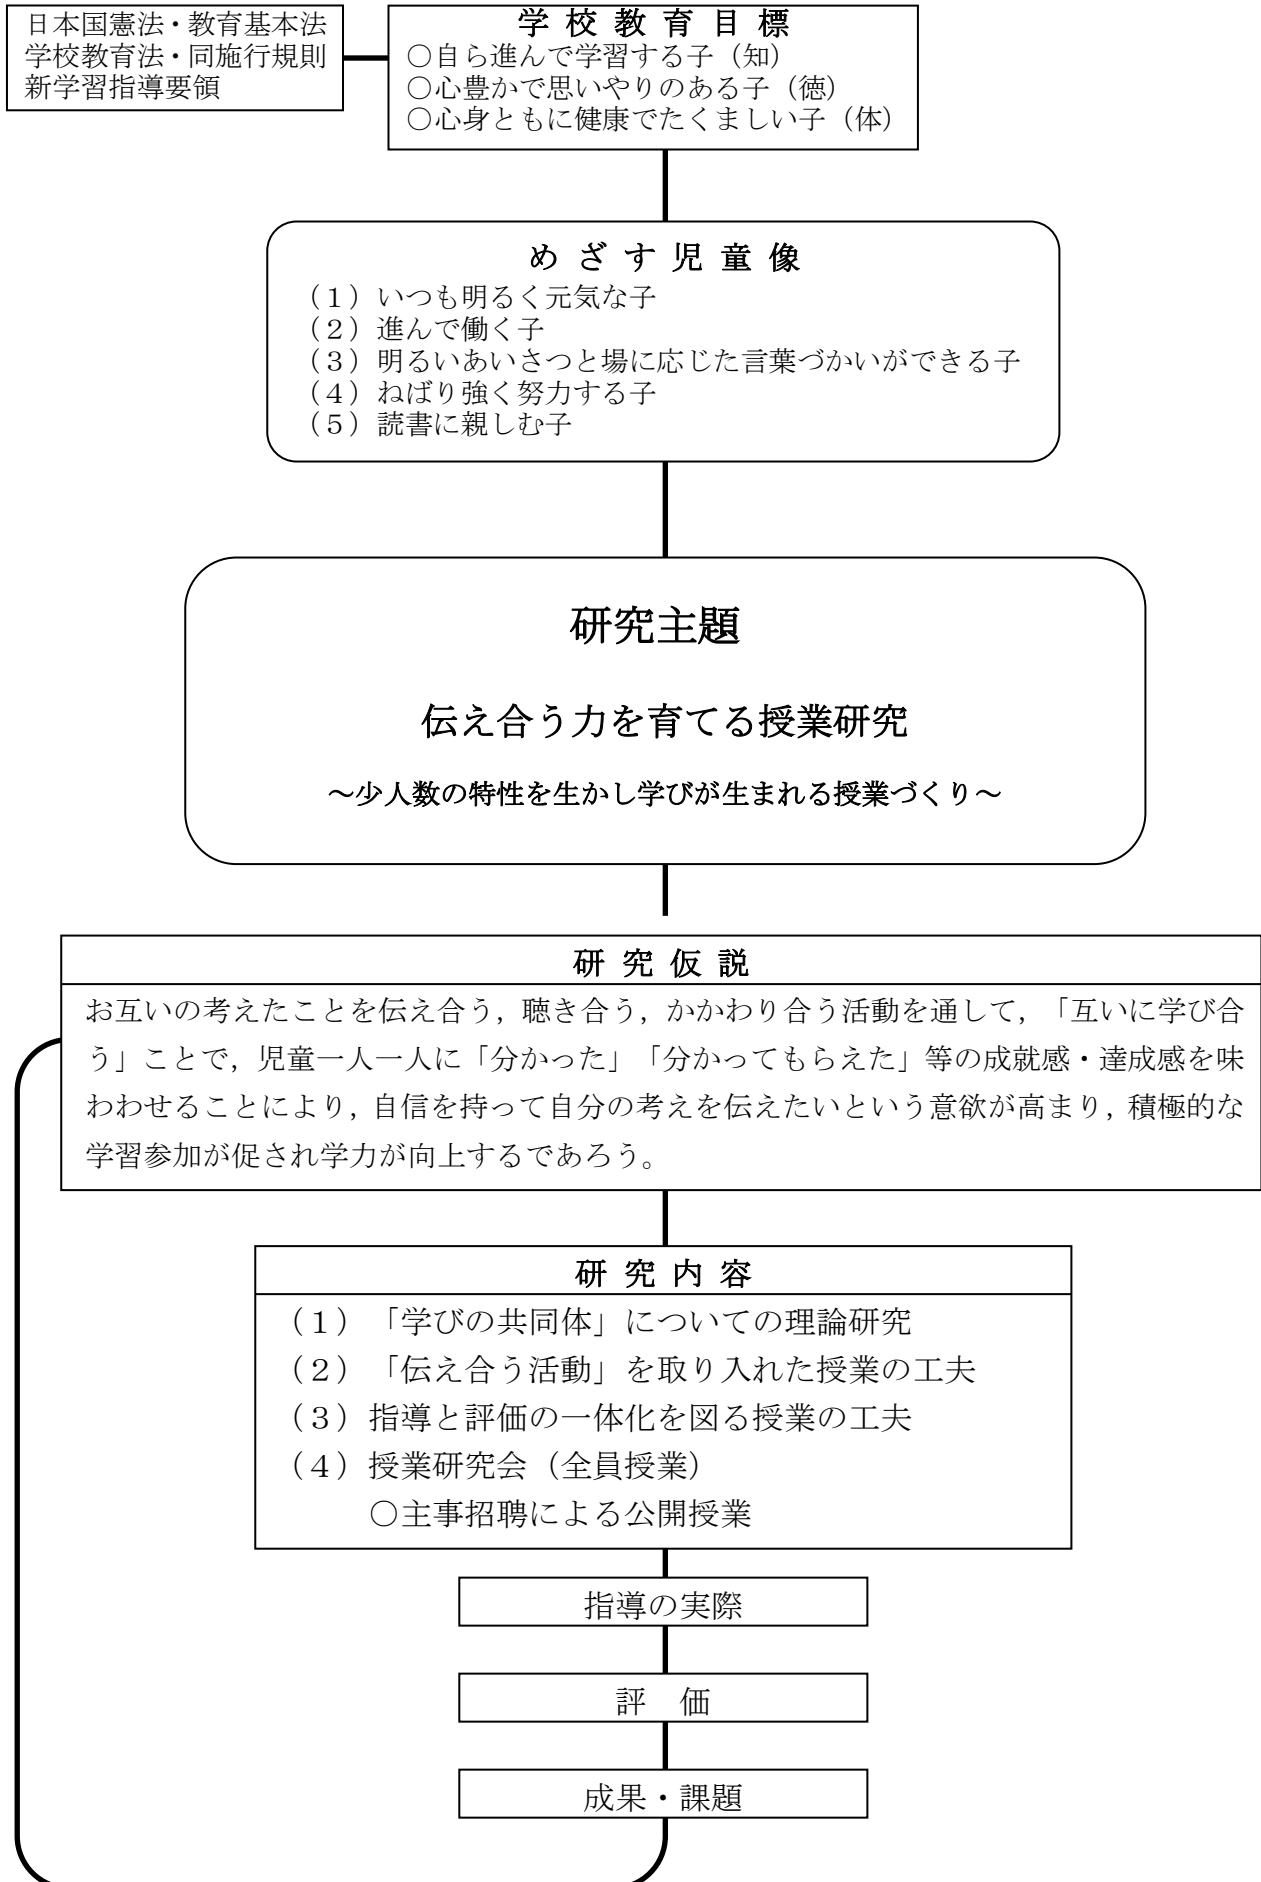 日本国憲法・教育基本法
学校教育法・同施行規則
新学習指導要領
学校教育目標
○自ら進んで学習する子（知）
○心豊かで思いやりのある子（徳）
○心身ともに健康でたくましい子（体）
めざす児童像
（１）いつも明るく元気な子
（２）進んで働く子
（３）明るいあいさつと場に応じた言葉づかいができる子
（４）ねばり強く努力する子
（５）読書に親しむ子
研究主題
伝え合う力を育てる授業研究
～少人数の特性を生かし学びが生まれる授業づくり～
研究仮説
お互いの考えたことを伝え合う，聴き合う，かかわり合う活動を通して，「互いに学び合
う」ことで，児童一人一人に「分かった」「分かってもらえた」等の成就感・達成感を味
わわせることにより，自信を持って自分の考えを伝えたいという意欲が高まり，積極的な
学習参加が促され学力が向上するであろう。
研究内容
（１）「学びの共同体」についての理論研究
（２）「伝え合う活動」を取り入れた授業の工夫
（３）指導と評価の一体化を図る授業の工夫
（４）授業研究会（全員授業）
○主事招聘による公開授業
指導の実際
評　価
成果・課題